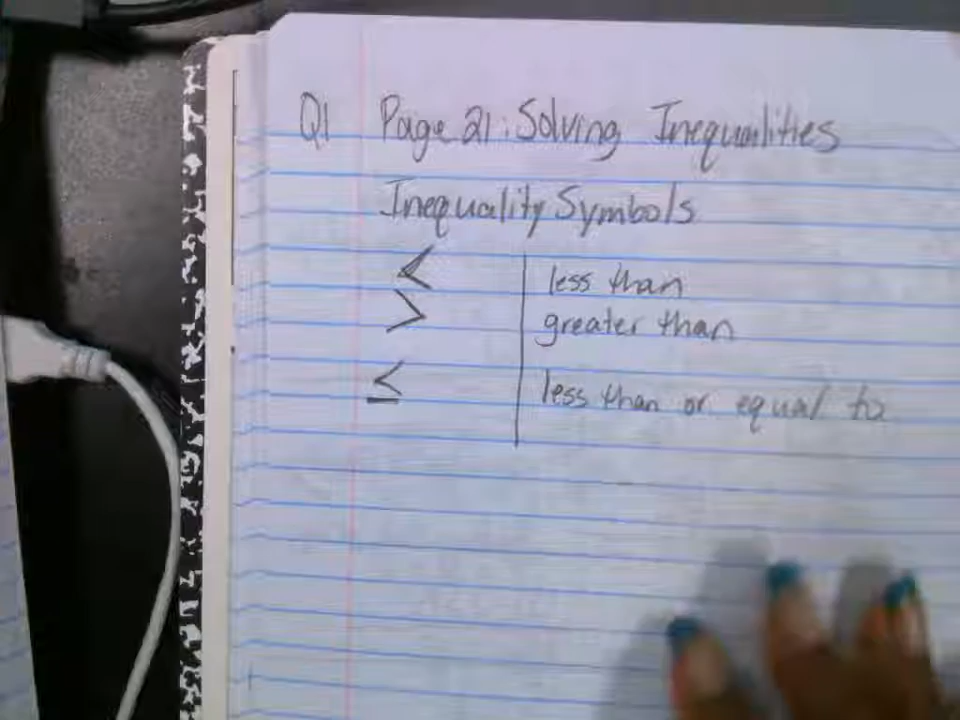 Q1 Page 21: Solving Inequalities
Inequality Symbols
< less than
> greater than
≤ less than or equal to